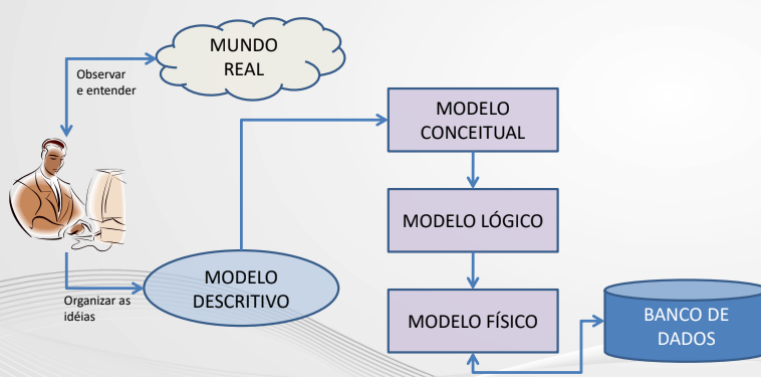 MUNDO
REAL
Observar
e entender
MODELO
CONCEITUAL
MODELO LÓGICO
MODELO
DESCRITIVO
Organizar as
idéias
MODELO FÍSICO
BANCO DE
DADOS